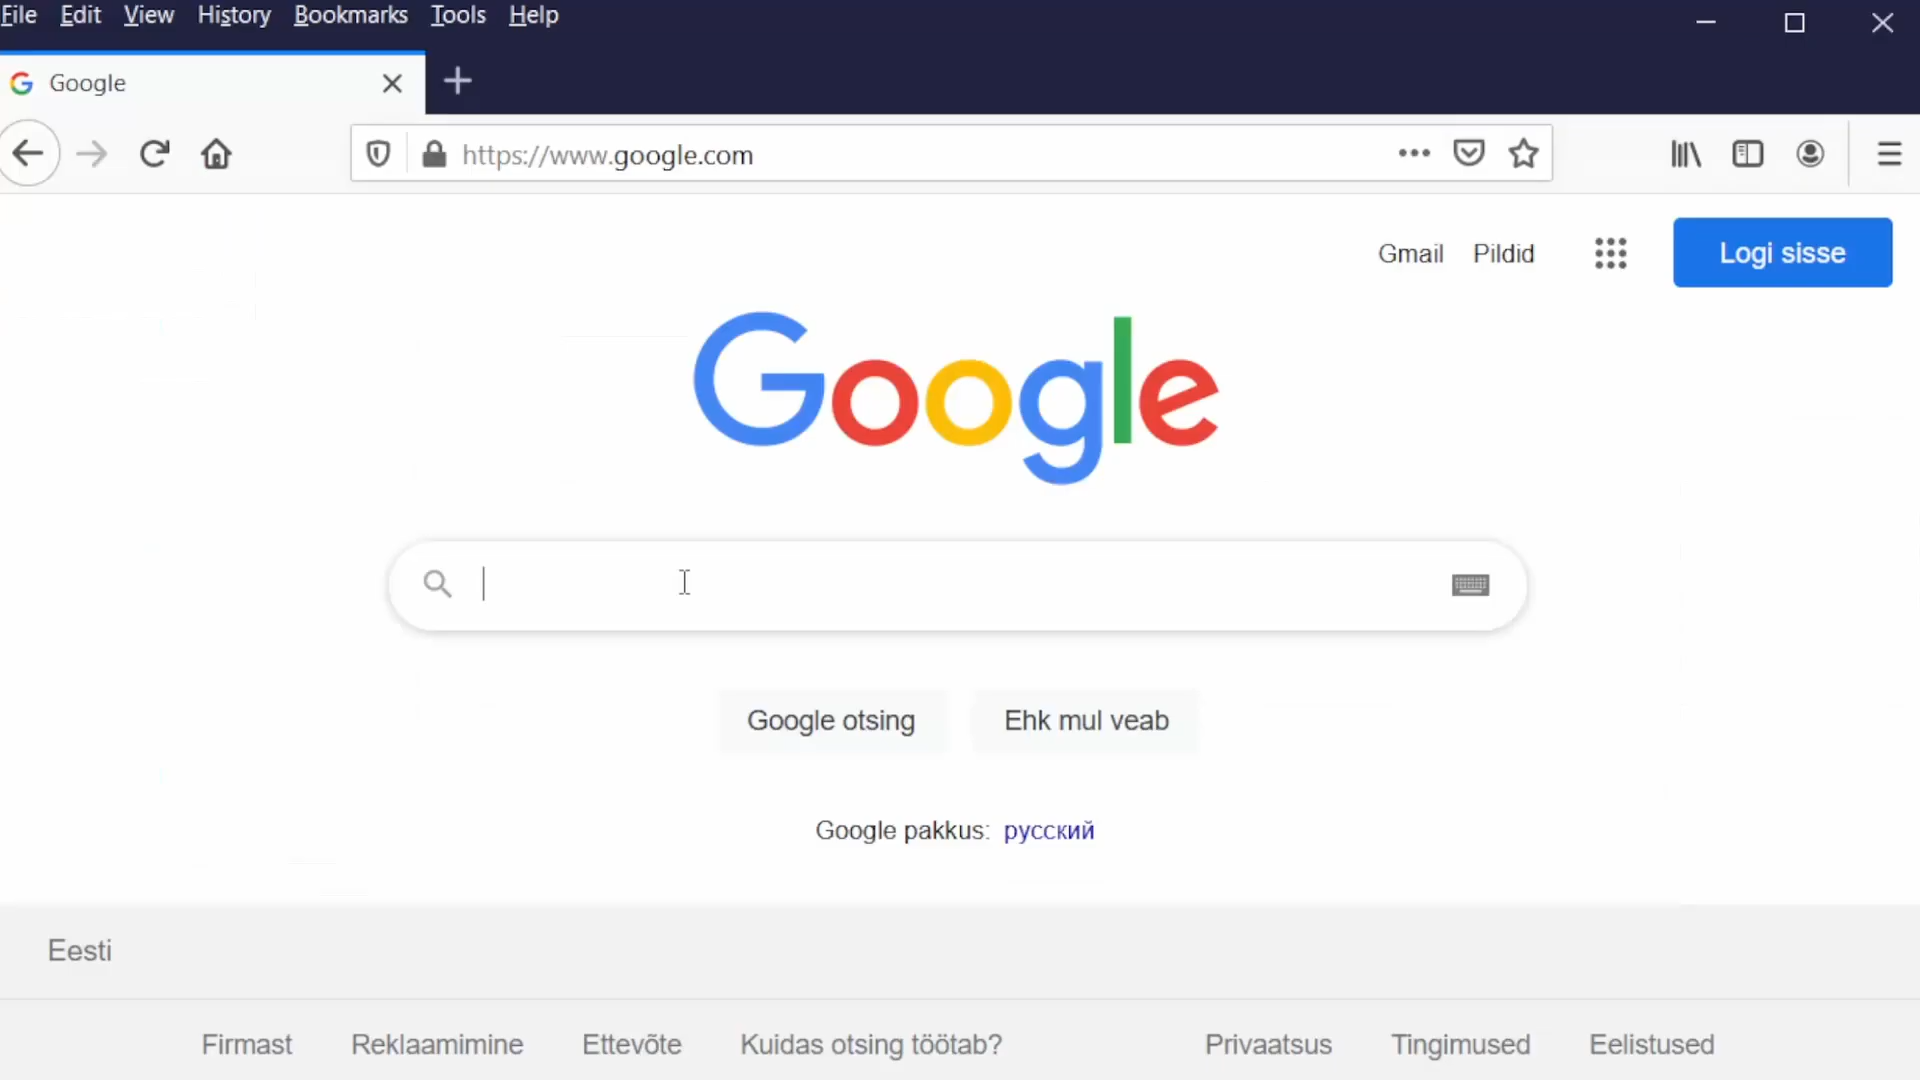 File Edit View History Bookmarks Tools Help
Google
https://www.google.com
Gmail Pildid Logi sisse
Google
Google otsing Ehk mul veab
Google pakkus: русский
Eesti
Firmast Reklaamimine Ettevõte Kuidas otsing töötab? Privaatsus Tingimused Eelistused